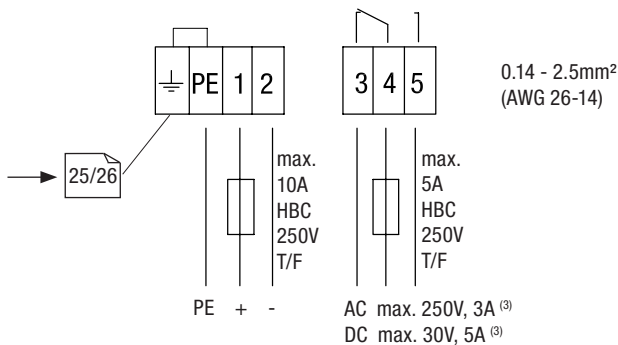 PE 1 2
3 4 5
0.14 - 2.5mm²
(AWG 26-14)
25/26
max.
10A
HBC
250V
T/F
max.
5A
HBC
250V
T/F
PE + -
AC max. 250V, 3A ⁽³⁾
DC max. 30V, 5A ⁽³⁾